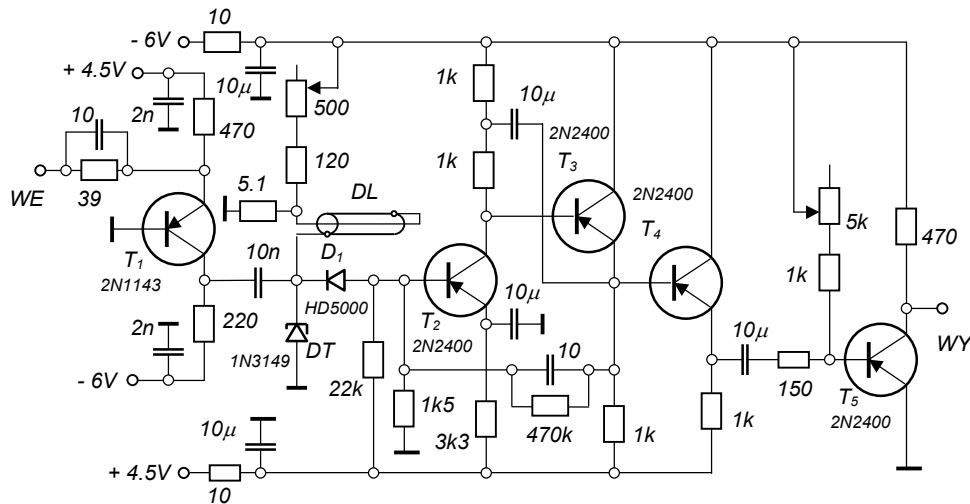 10
- 6V
+ 4.5V
10μ
1k
10μ
2N2400
500
10
2n
470
1k
T3
2N2400
120
WE
39
5.1
DL
T4
5k
470
T1
2N1143
10n
D1
HD5000
10μ
1k
2n
220
1N3149
DT
T2
2N2400
10μ
WY
22k
10
150
T5
2N2400
- 6V
1k5
3k3
470k
1k
1k
10μ
+ 4.5V
10